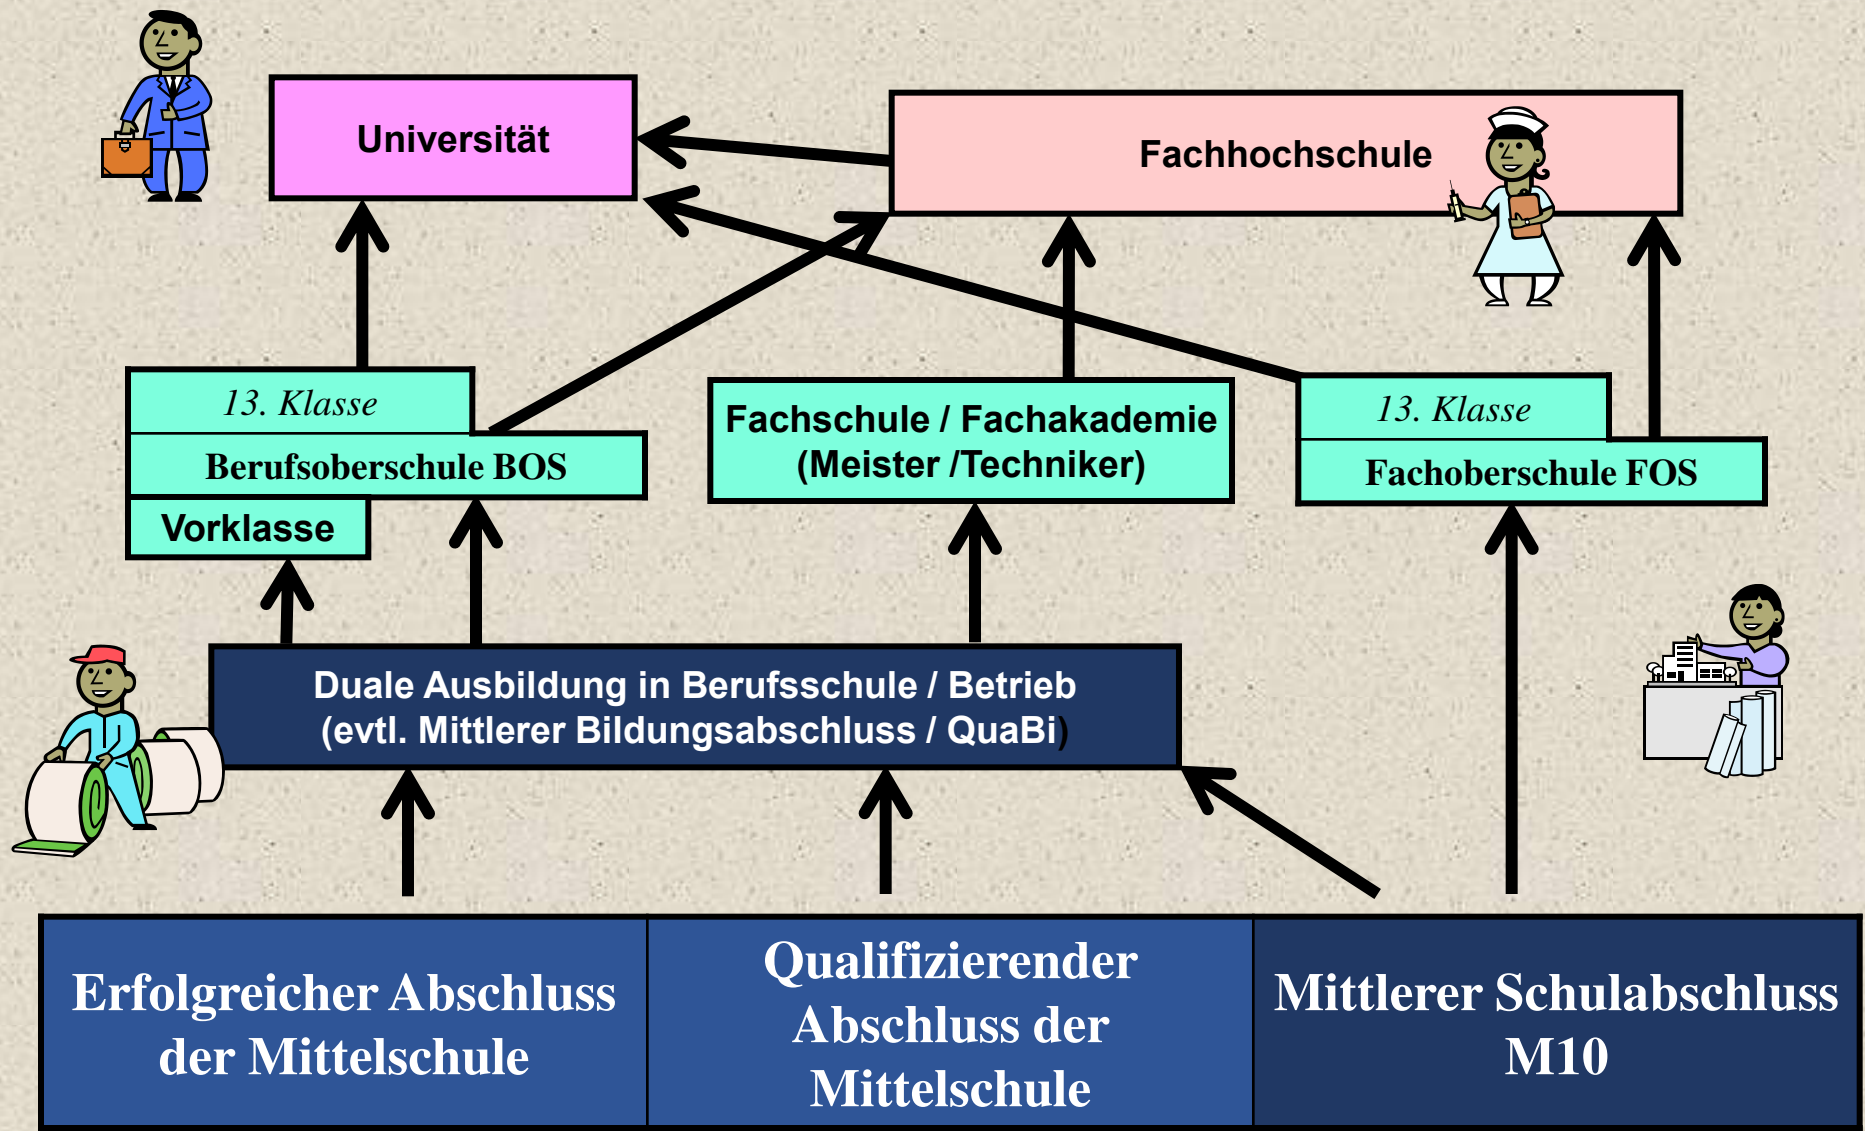 Universität
Fachhochschule
13. Klasse
Berufsoberschule BOS
Vorklasse
Fachschule / Fachakademie
(Meister /Techniker)
13. Klasse
Fachoberschule FOS
Duale Ausbildung in Berufsschule / Betrieb
(evtl. Mittlerer Bildungsabschluss / QuaBi)
Erfolgreicher Abschluss
der Mittelschule
Qualifizierender
Abschluss der
Mittelschule
Mittlerer Schulabschluss
M10